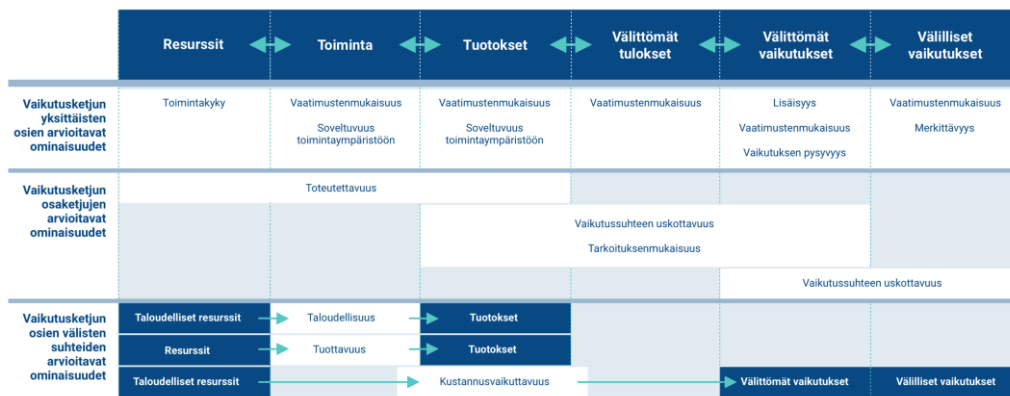 Resurssit
Toiminta
Tuotokset
Välittömät
tulokset
Välittömät
vaikutukset
Välilliset
vaikutukset
Vaikutusketjun
yksittäisten
osien arvioitavat
ominaisuudet
Toimintakyky
Vaatimustenmukaisuus
Soveltuvuus
toimintaympäristöön
Vaatimustenmukaisuus
Soveltuvuus
toimintaympäristöön
Vaatimustenmukaisuus
Lisäisyys
Vaatimustenmukaisuus
Vaikutuksen pysyvyys
Vaatimustenmukaisuus
Merkittävyys
Vaikutusketjun
osaketjujen
arvioitavat
ominaisuudet
Toteutettavuus
Vaikutussuhteen uskottavuus
Tarkoituksenmukaisuus
Vaikutussuhteen uskottavuus
Vaikutusketjun
osien välisten
suhteiden
arvioitavat
ominaisuudet
Taloudelliset resurssit
Taloudellisuus
Tuotokset
Resurssit
Tuottavuus
Tuotokset
Taloudelliset resurssit
Kustannusvaikuttavuus
Välittömät vaikutukset
Välilliset vaikutukset